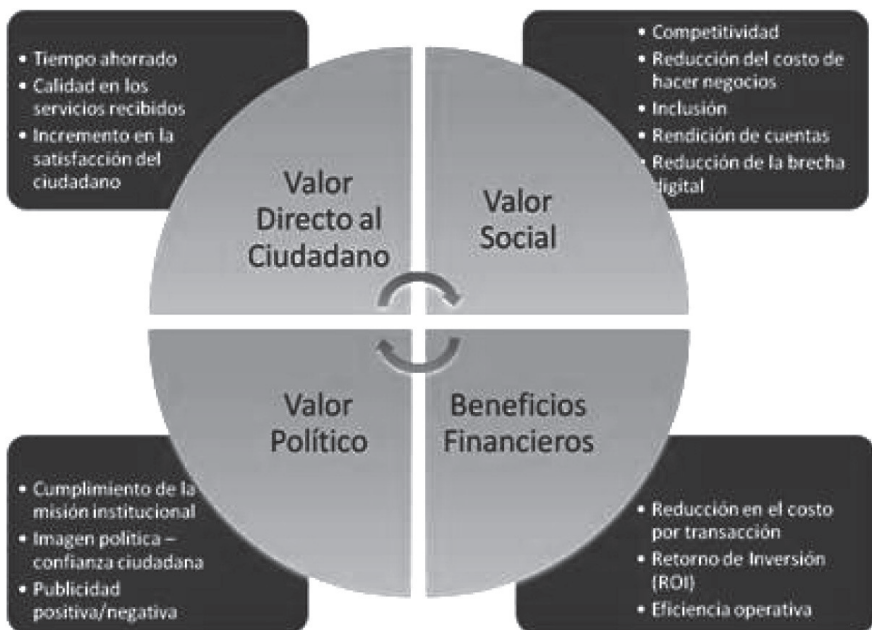 • Tiempo ahorrado
• Calidad en los
servicios recibidos
• Incremento en la
satisfacción del
ciudadano
Valor
Directo al
Ciudadano
• Competitividad
• Reducción del costo de
hacer negocios
• Inclusión
• Rendición de cuentas
• Reducción de la brecha
digital
Valor
Social
Valor
Político
• Cumplimiento de la
misión institucional
• Imagen política –
confianza ciudadana
• Publicidad
positiva/negativa
Beneficios
Financieros
• Reducción en el costo
por transacción
• Retorno de Inversión
(ROI)
• Eficiencia operativa